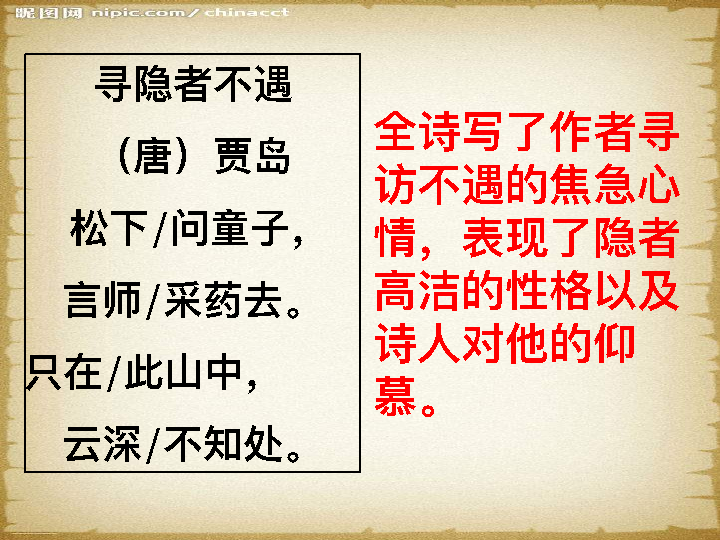 昵图网 nipic.com/chinacct
寻隐者不遇
（唐）贾岛
松下/问童子，
言师/采药去。
只在/此山中，
云深/不知处。
全诗写了作者寻
访不遇的焦急心
情，表现了隐者
高洁的性格以及
诗人对他的仰
慕。